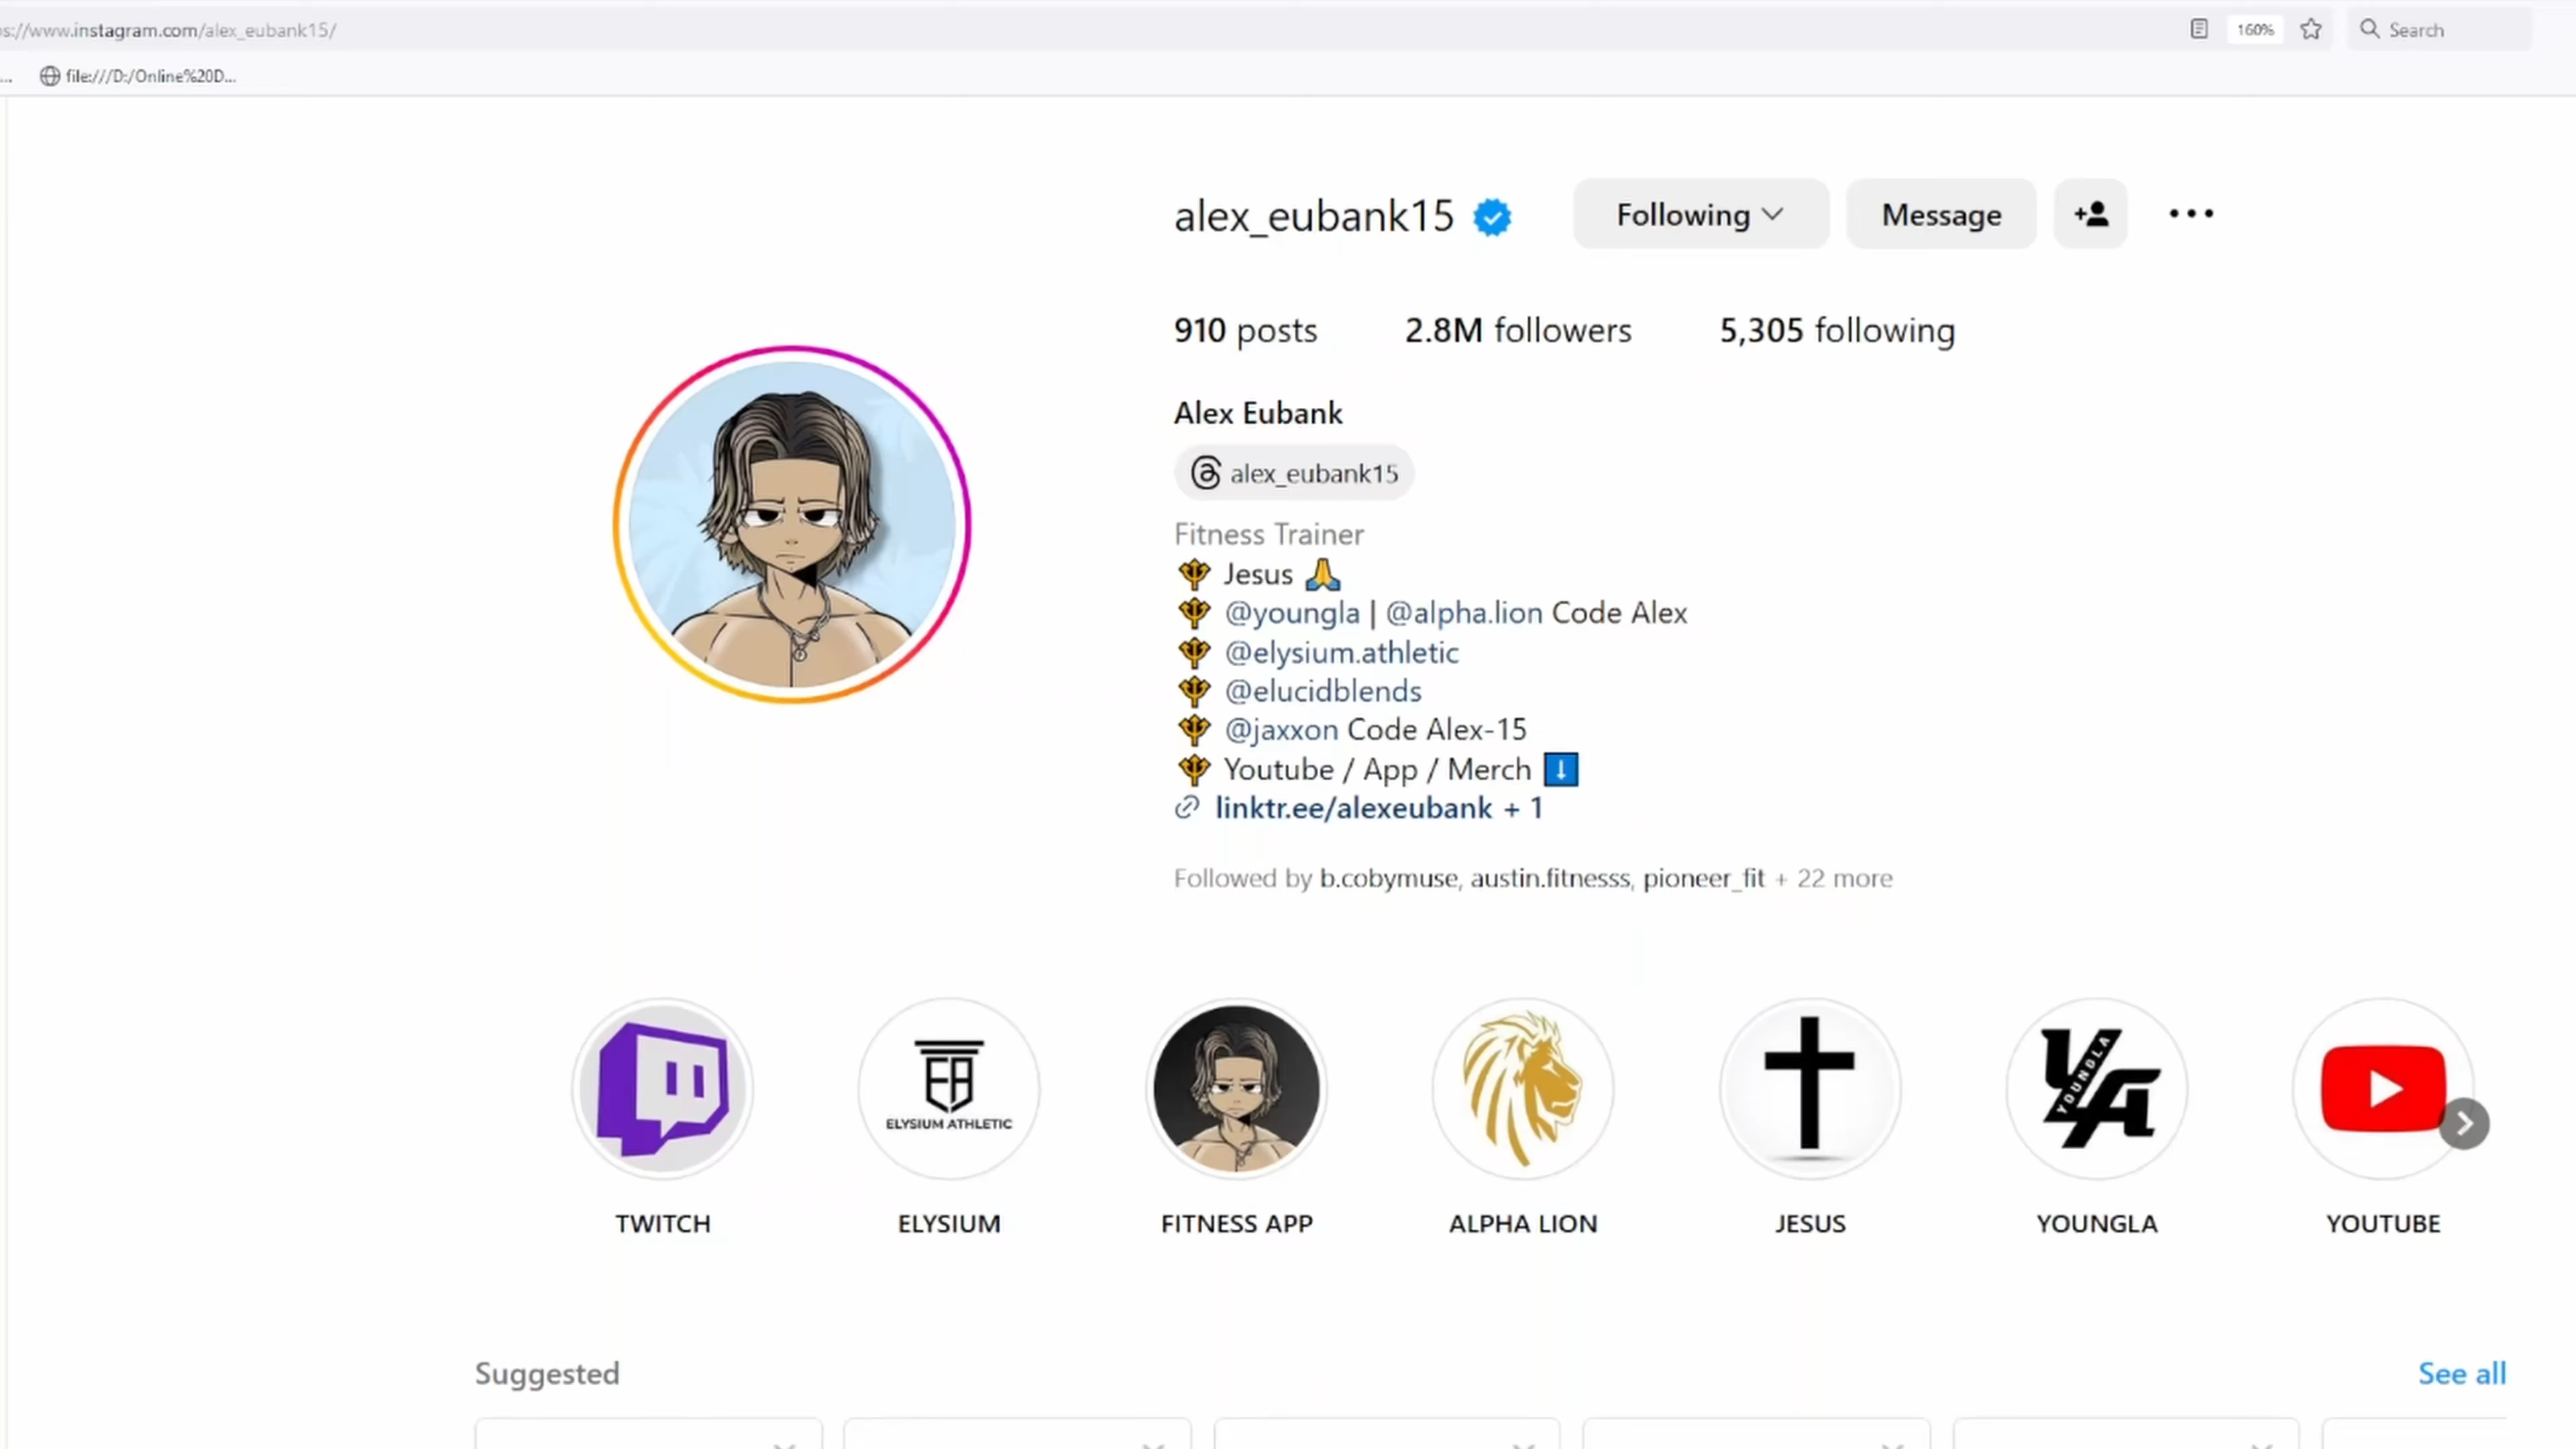 s://www.instagram.com/alex_eubank15/
160%
Search
...
file:///D:/Online%20D...
alex_eubank15
Following
Message
910 posts
2.8M followers
5,305 following
Alex Eubank
alex_eubank15
Fitness Trainer
🔱 Jesus 🙏
🔱 @youngla | @alpha.lion Code Alex
🔱 @elysium.athletic
🔱 @elucidblends
🔱 @jaxxon Code Alex-15
🔱 Youtube / App / Merch ⬇️
linktr.ee/alexeubank + 1
Followed by b.cobymuse, austin.fitnesss, pioneer_fit + 22 more
EA
ELYSIUM ATHLETIC
YOUNGLA
TWITCH
ELYSIUM
FITNESS APP
ALPHA LION
JESUS
YOUNGLA
YOUTUBE
Suggested
See all